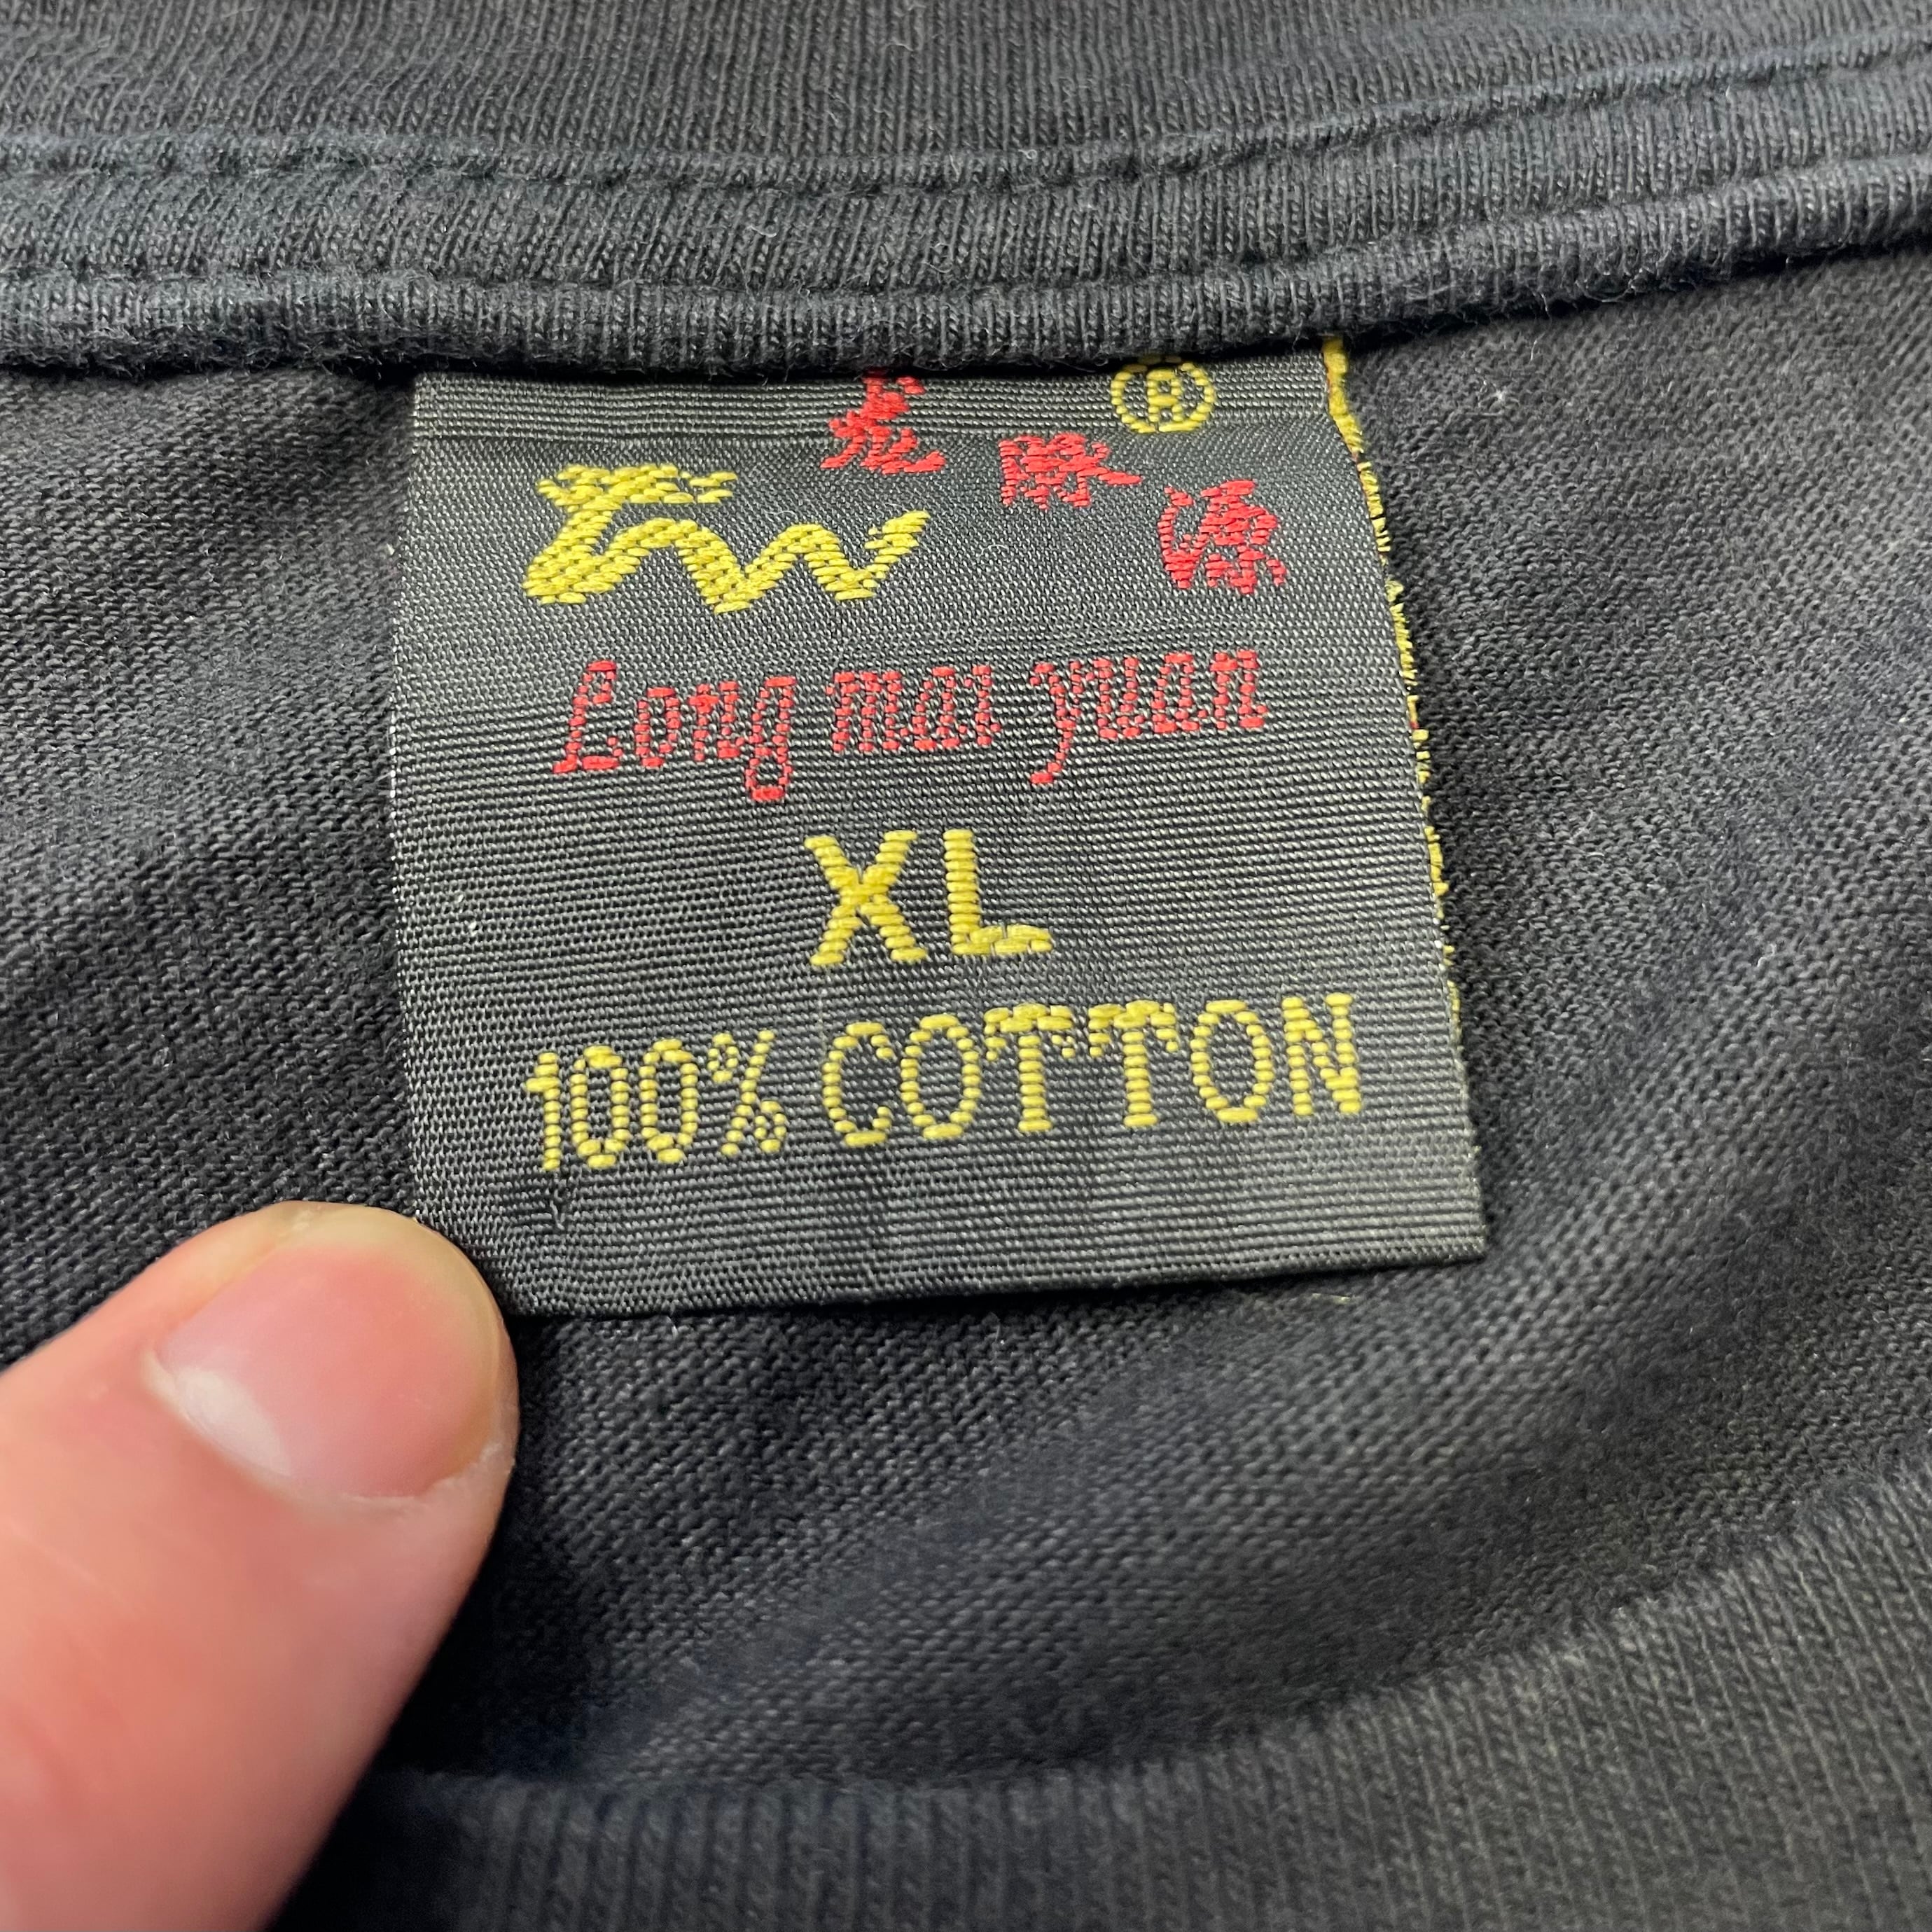 龙脉源 ®
Long mai yuan
XL
100% COTTON